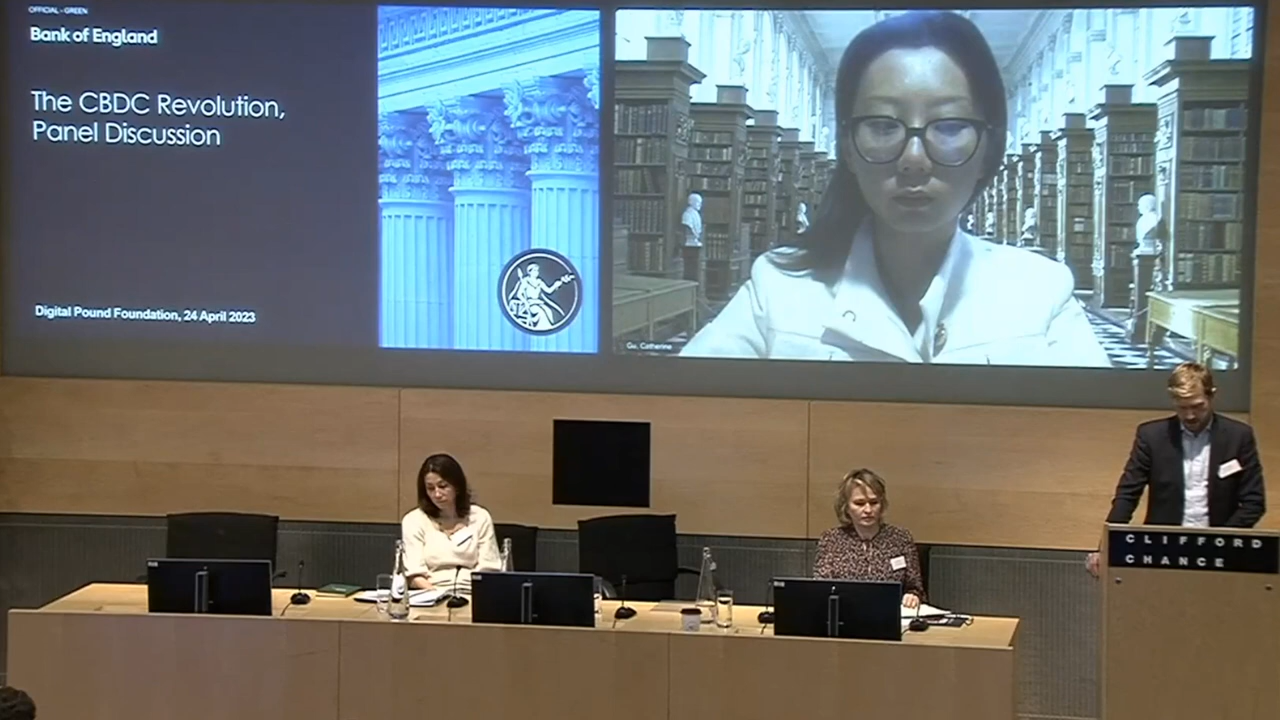 OFFICIAL - GREEN
Bank of England
The CBDC Revolution,
Panel Discussion
Digital Pound Foundation, 24 April 2023
Gu, Catherine
CLIFFORD
CHANCE